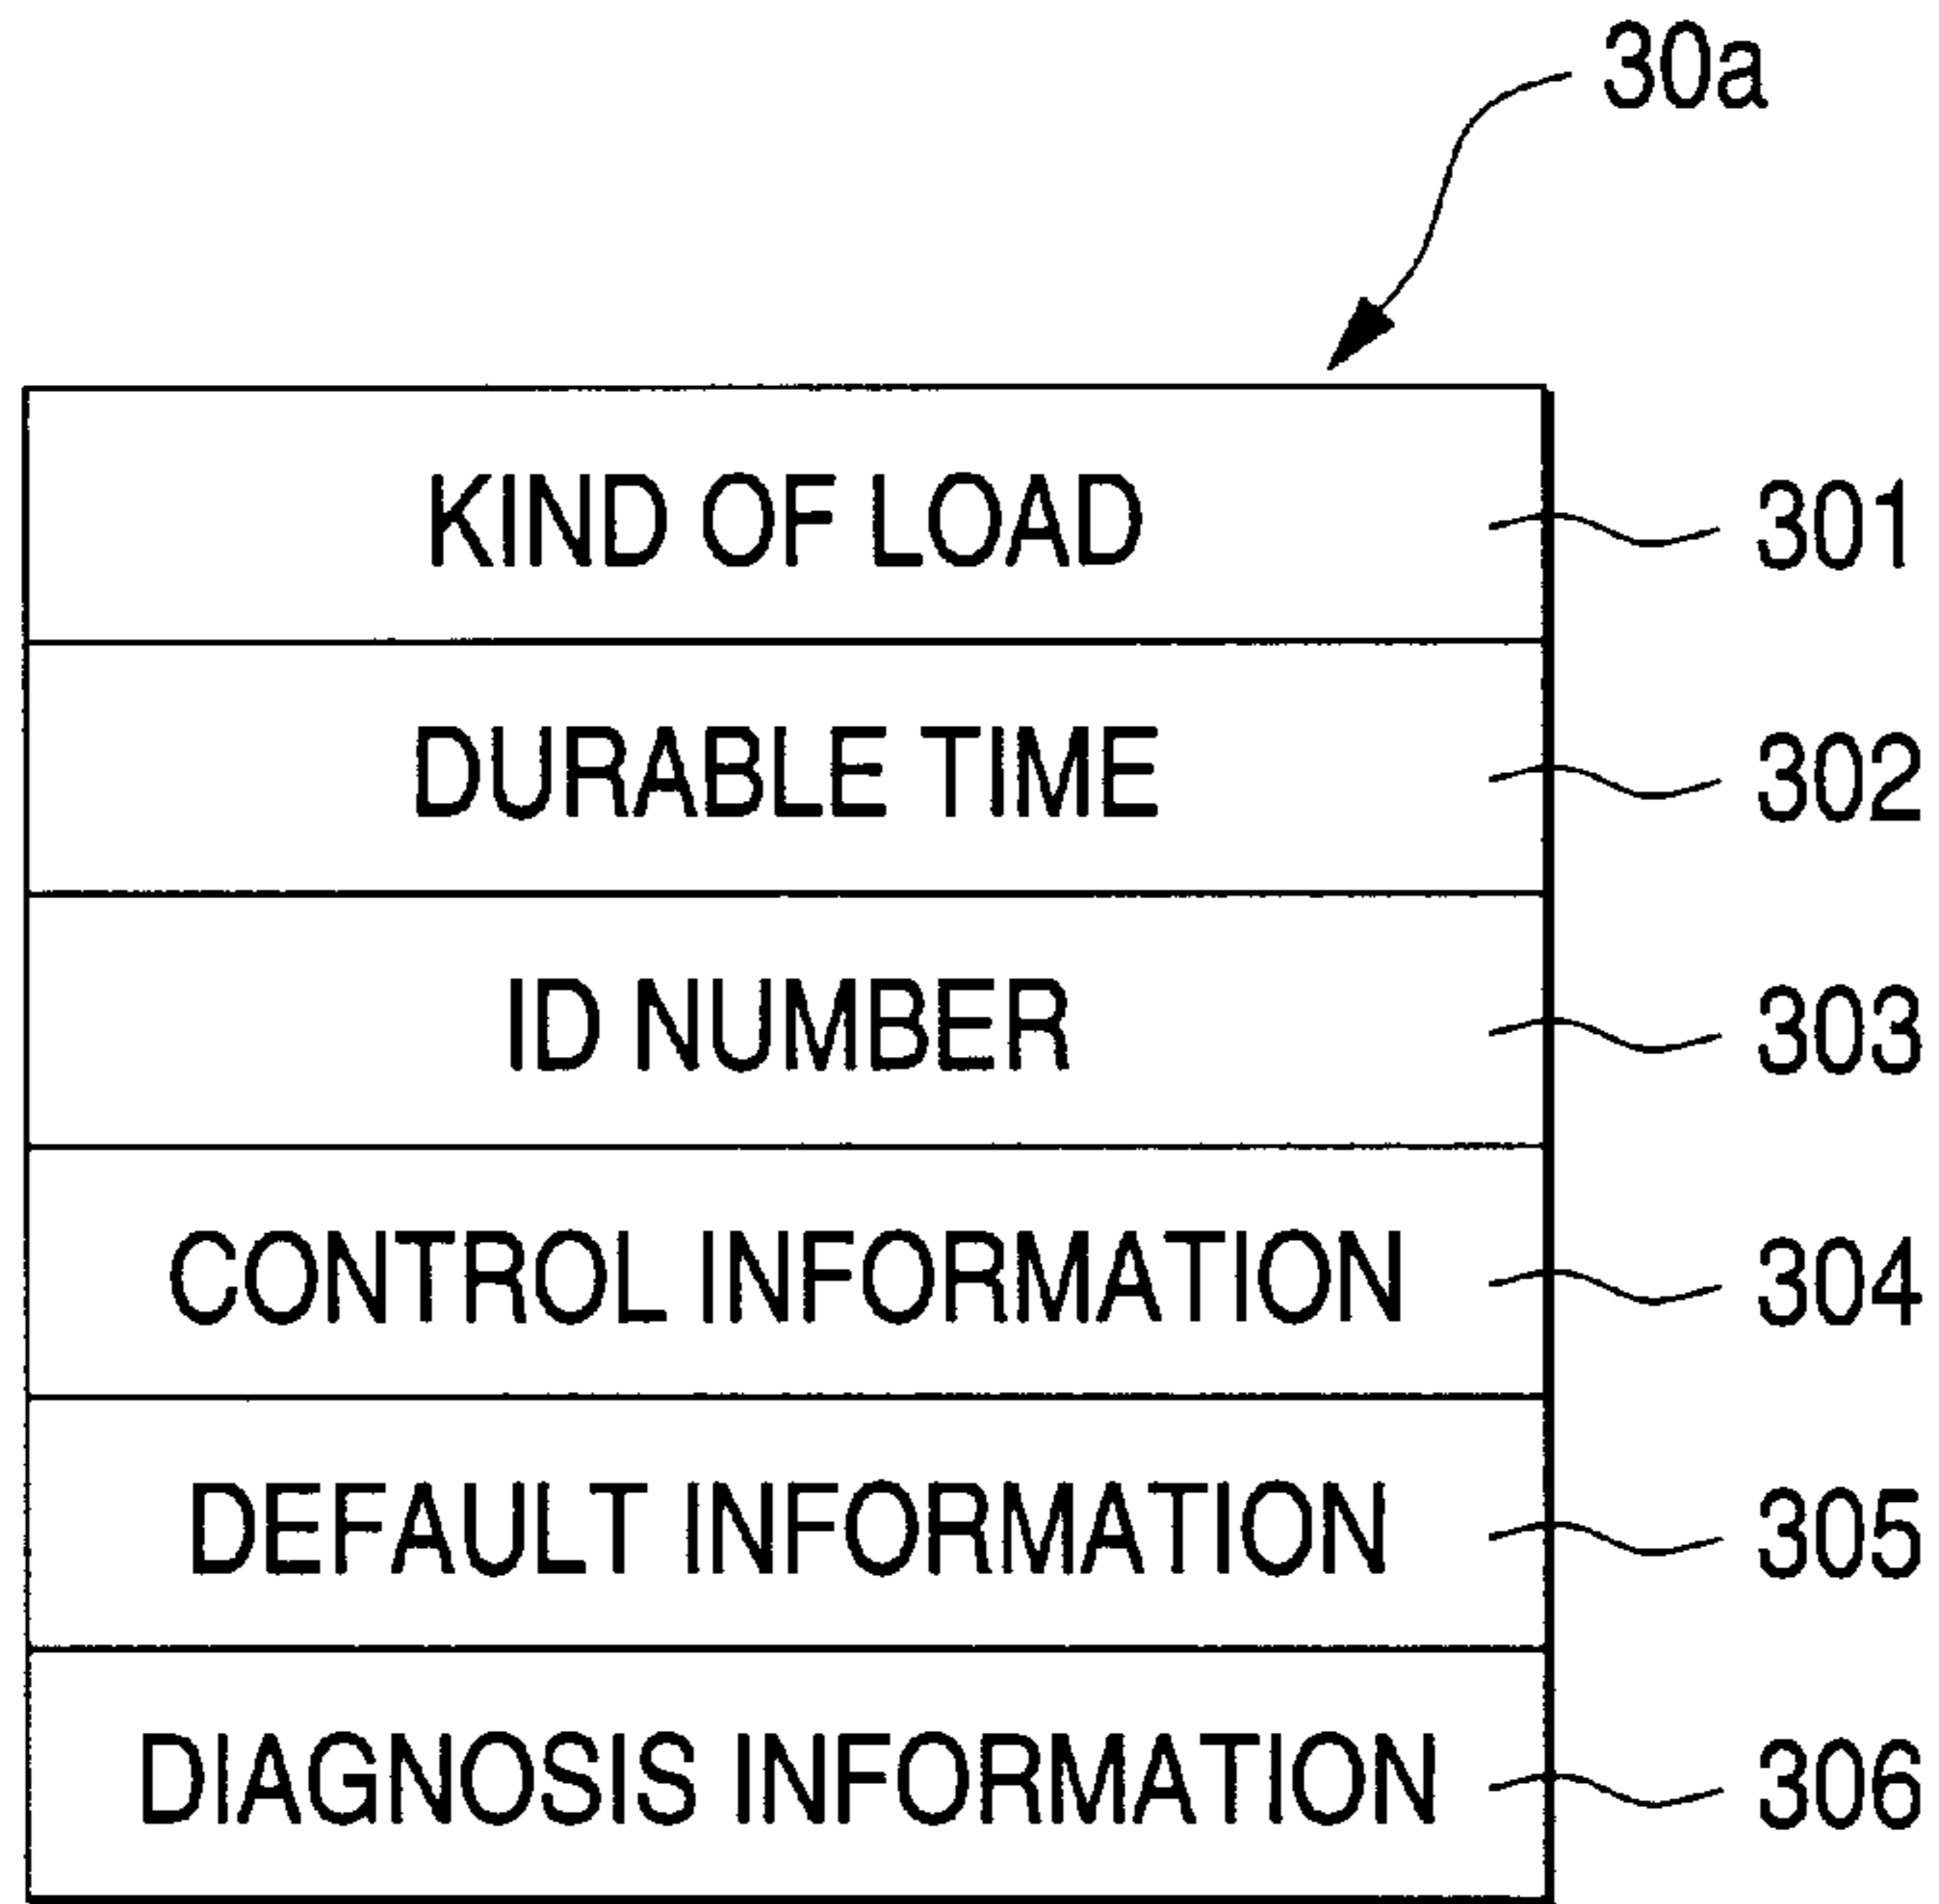 30a
KIND OF LOAD 301
DURABLE TIME 302
ID NUMBER 303
CONTROL INFORMATION 304
DEFAULT INFORMATION 305
DIAGNOSIS INFORMATION 306